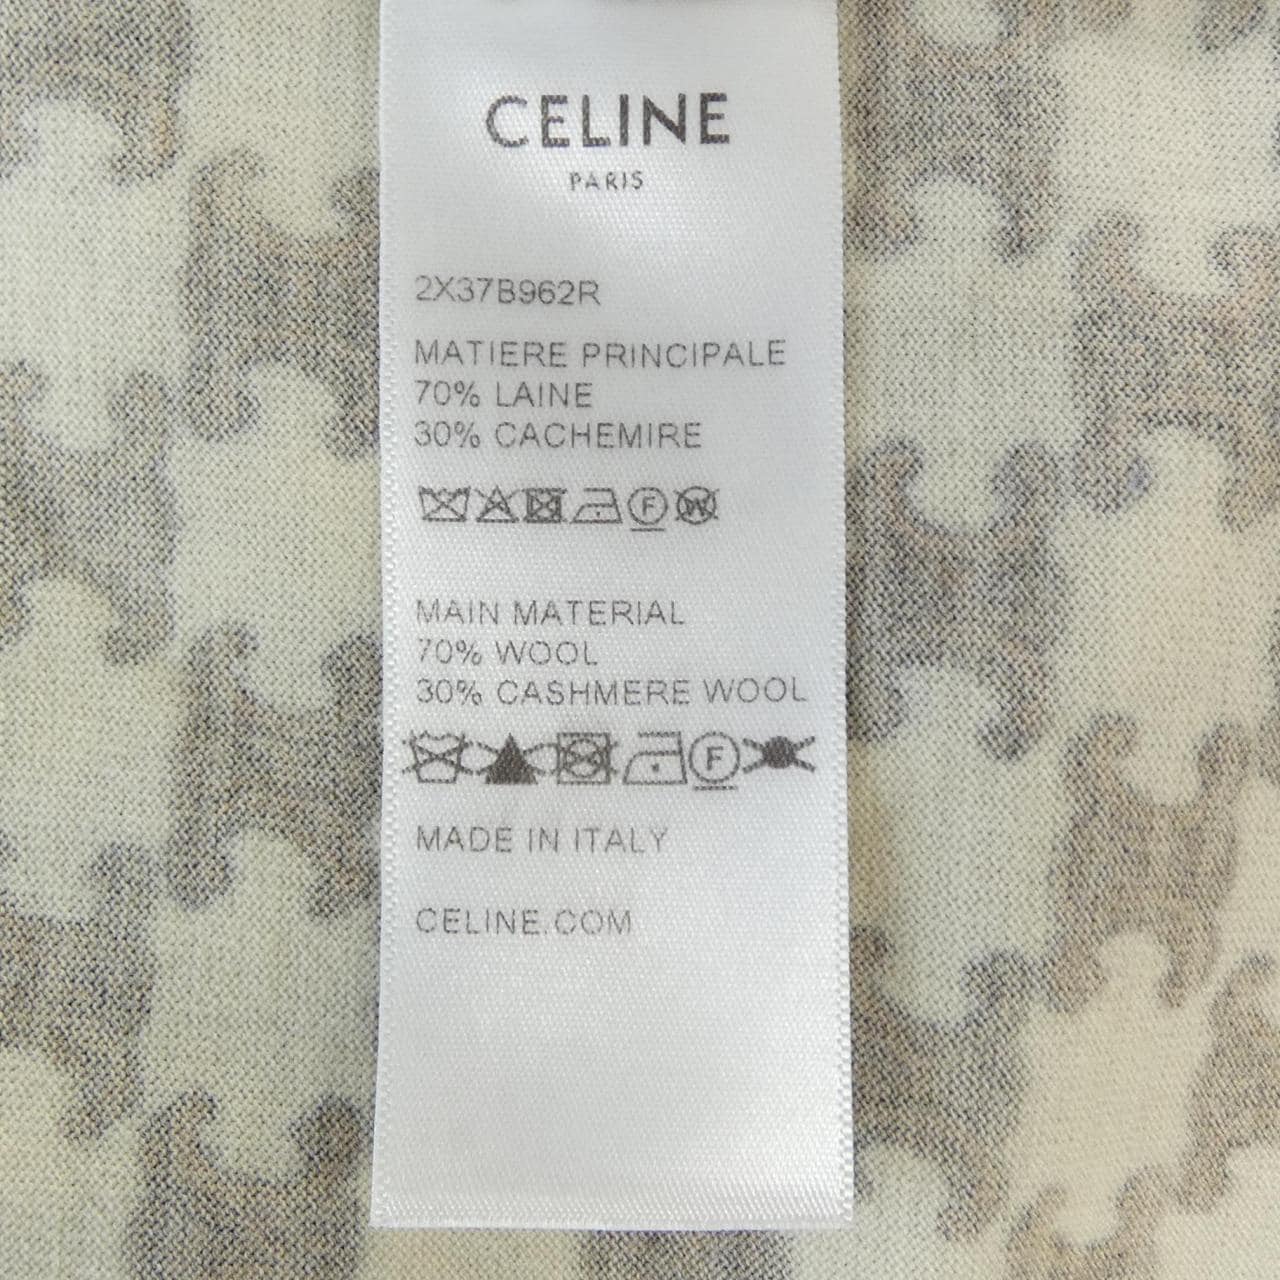 CELINE
PARIS
2X37B962R
MATIERE PRINCIPALE
70% LAINE
30% CACHEMIRE
F W
MAIN MATERIAL
70% WOOL
30% CASHMERE WOOL
F
MADE IN ITALY
CELINE.COM